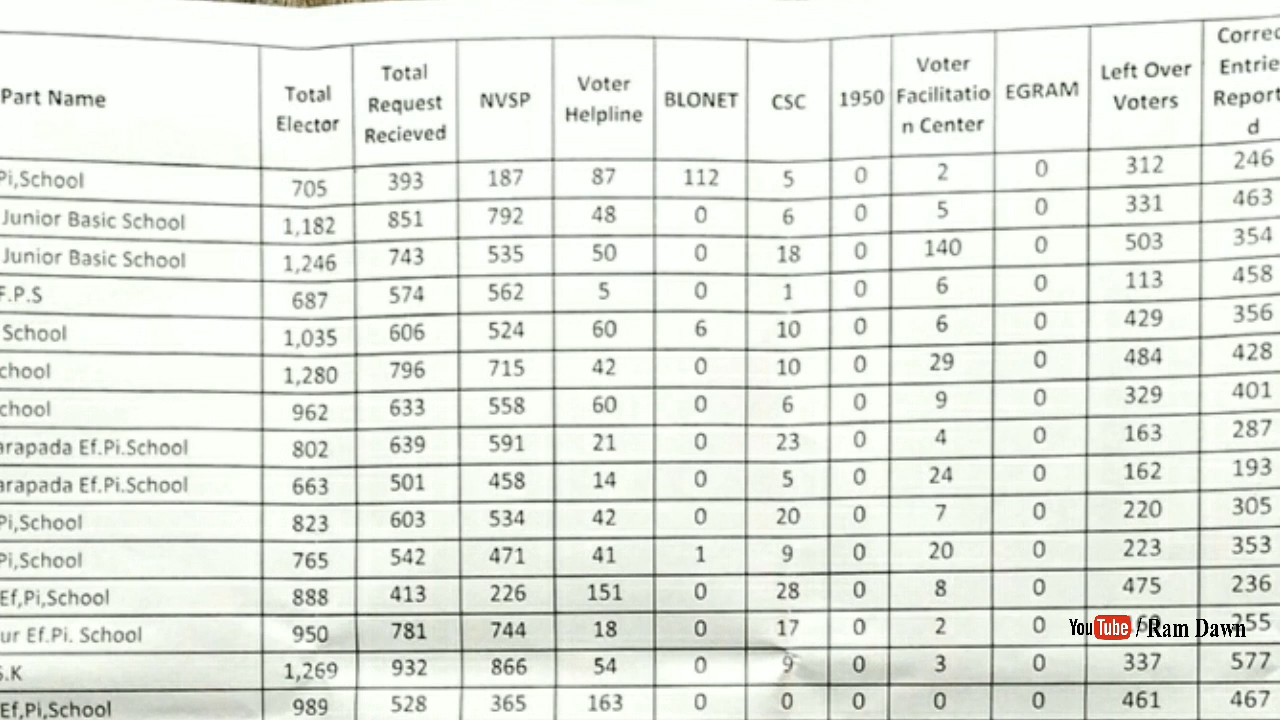 Part Name Total Elector Total Request Recieved NVSP Voter Helpline BLONET CSC 1950 Voter Facilitatio n Center EGRAM Left Over Voters Correc Entrie Report d
Pi,School 705 393 187 87 112 5 0 2 0 312 246
Junior Basic School 1,182 851 792 48 0 6 0 5 0 331 463
Junior Basic School 1,246 743 535 50 0 18 0 140 0 503 354
F.P.S 687 574 562 5 0 1 0 6 0 113 458
School 1,035 606 524 60 6 10 0 6 0 429 356
chool 1,280 796 715 42 0 10 0 29 0 484 428
chool 962 633 558 60 0 6 0 9 0 329 401
arapada Ef.Pi.School 802 639 591 21 0 23 0 4 0 163 287
arapada Ef.Pi.School 663 501 458 14 0 5 0 24 0 162 193
Pi,School 823 603 534 42 0 20 0 7 0 220 305
Pi,School 765 542 471 41 1 9 0 20 0 223 353
Ef,Pi,School 888 413 226 151 0 28 0 8 0 475 236
ur Ef.Pi. School 950 781 744 18 0 17 0 2 0 255
YouTube / Ram Dawn
S.K 1,269 932 866 54 0 9 0 3 0 337 577
Ef,Pi,School 989 528 365 163 0 0 0 0 0 461 467